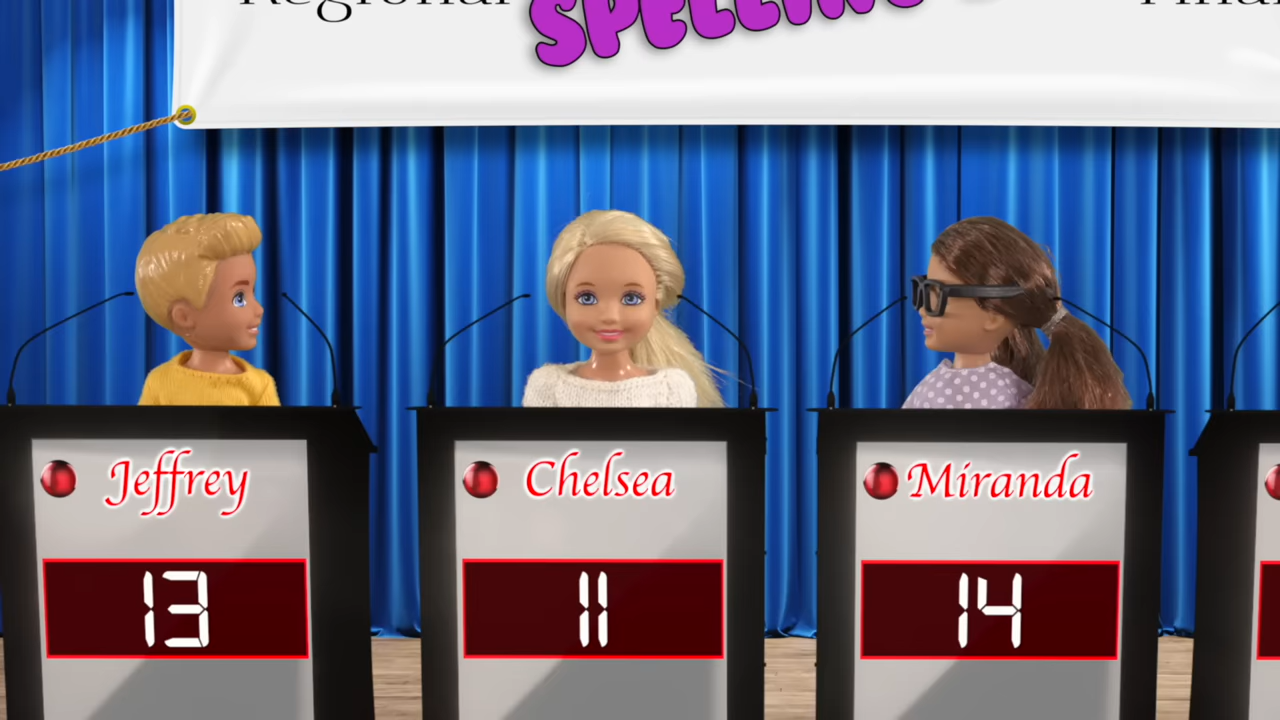 Regional
SPELLING
Jeffrey
Chelsea
Miranda
13
11
14